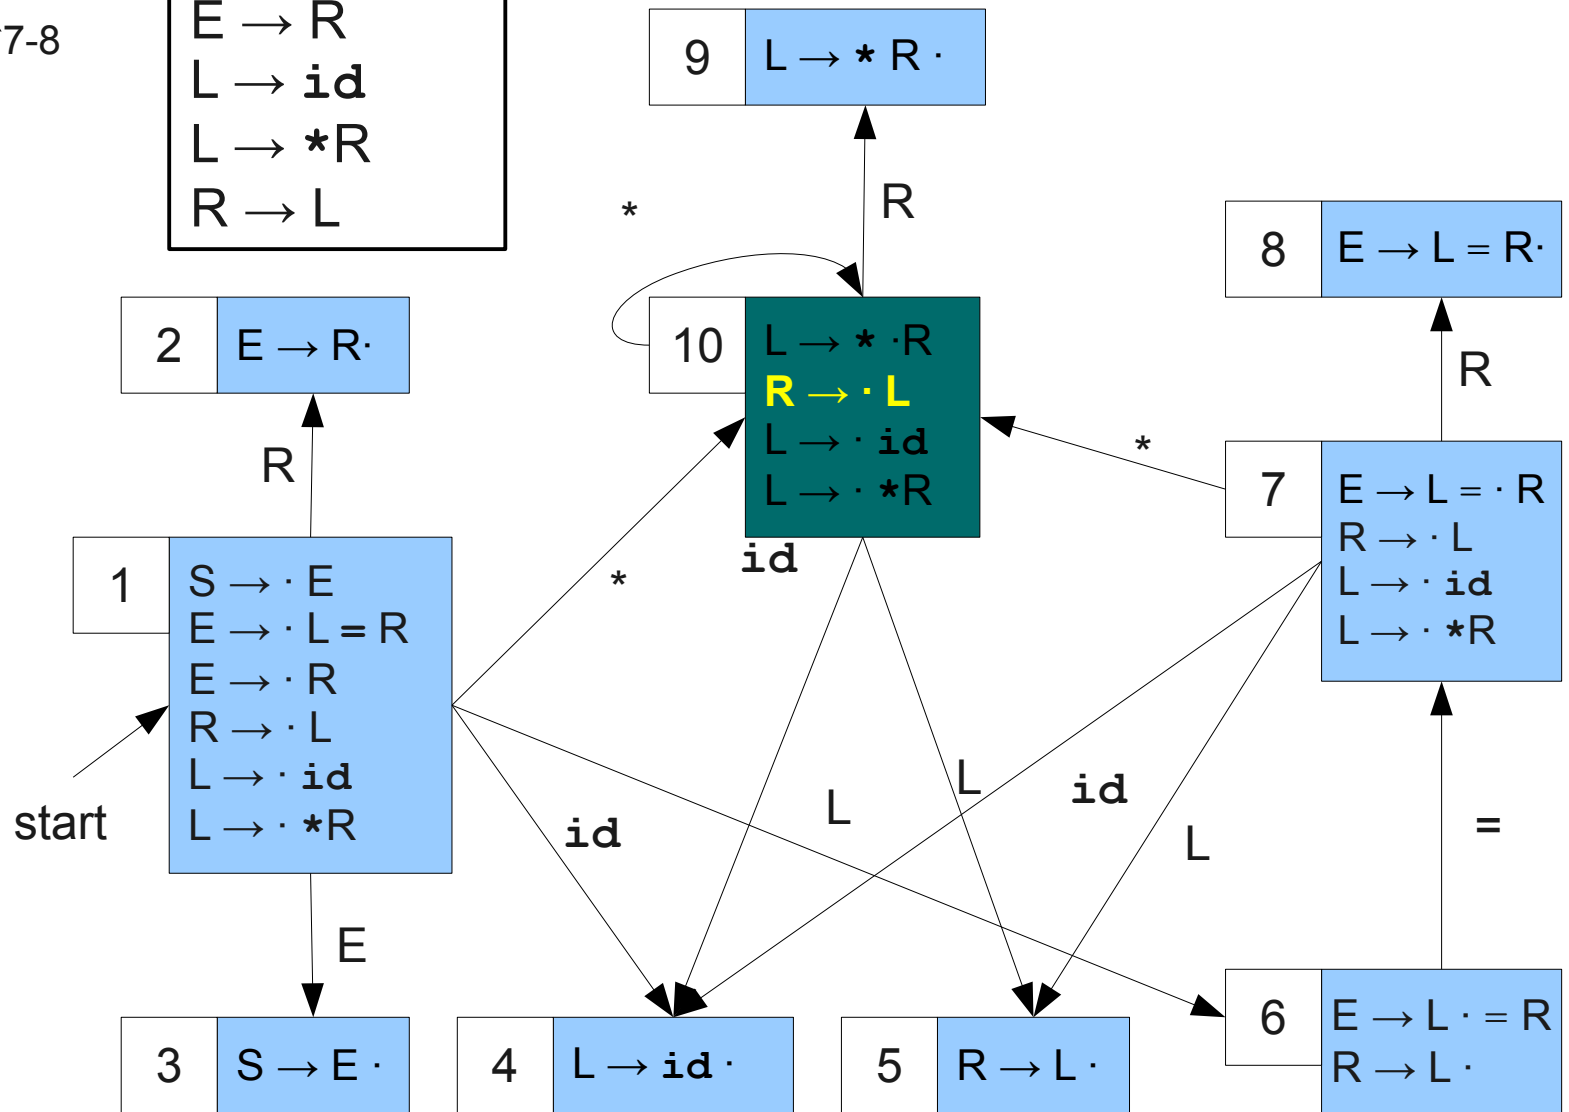 7-8
E → R
L → id
L → *R
R → L
9
L → * R ·
*
R
8
E → L = R·
2
E → R·
10
L → * ·R
R → · L
L → · id
L → · *R
R
R
*
7
E → L = · R
R → · L
L → · id
L → · *R
1
S → · E
E → · L = R
E → · R
R → · L
L → · id
L → · *R
id
*
start
id
L
L
id
L
=
E
3
S → E ·
4
L → id ·
5
R → L ·
6
E → L · = R
R → L ·